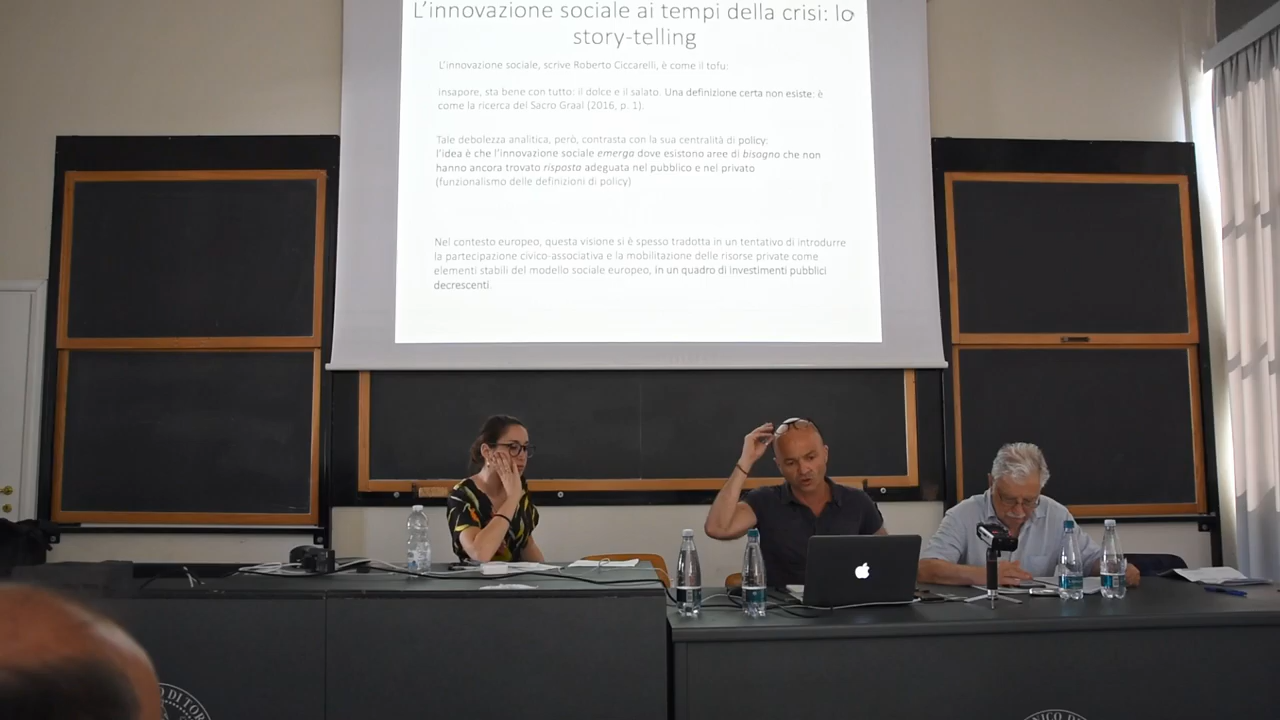 L'innovazione sociale ai tempi della crisi: lo
story-telling
L'innovazione sociale, scrive Roberto Ciccarelli, è come il tofu:
insapore, sta bene con tutto: il dolce e il salato. Una definizione certa non esiste: è
come la ricerca del Sacro Graal (2016, p. 1).
Tale debolezza analitica, però, contrasta con la sua centralità di policy:
l'idea è che l'innovazione sociale emerga dove esistono aree di bisogno che non
hanno ancora trovato risposta adeguata nel pubblico e nel privato
(funzionalismo delle definizioni di policy)
Nel contesto europeo, questa visione si è spesso tradotta in un tentativo di introdurre
la partecipazione civico-associativa e la mobilitazione delle risorse private come
elementi stabili del modello sociale europeo, in un quadro di investimenti pubblici
decrescenti.
O DI TOR
NICO DI